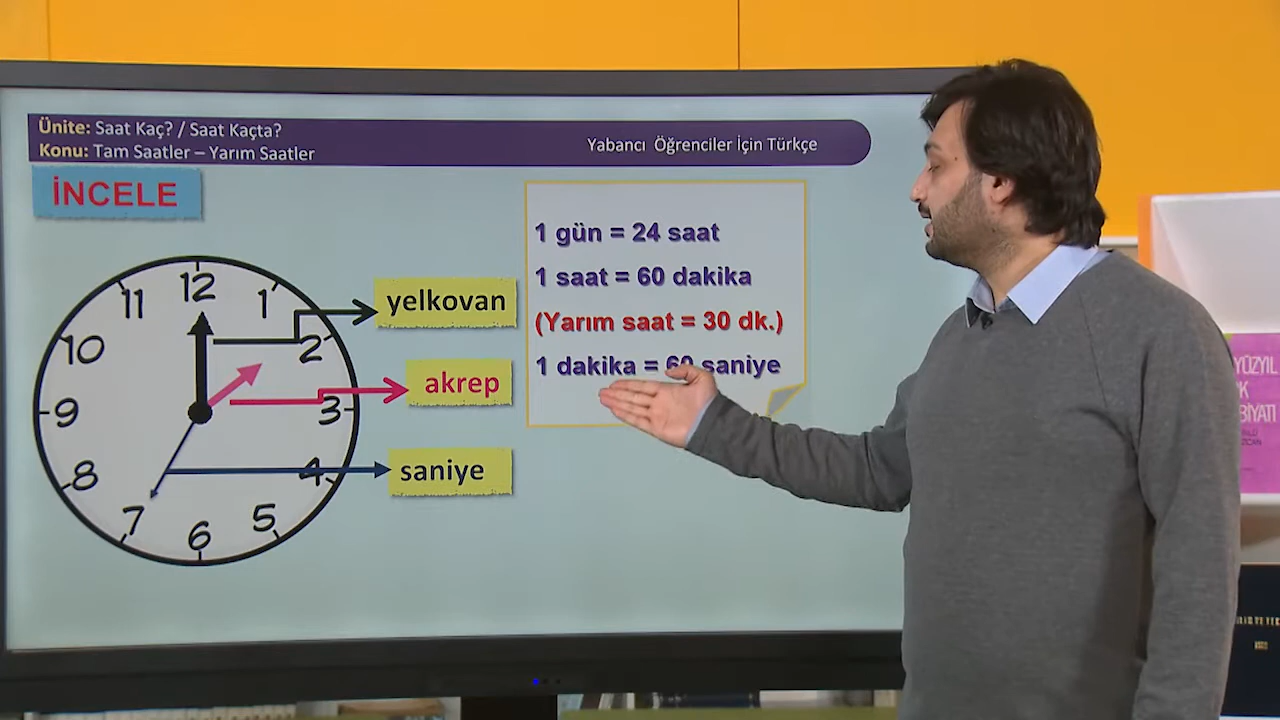 Ünite: Saat Kaç? / Saat Kaçta?
Konu: Tam Saatler – Yarım Saatler
Yabancı Öğrenciler İçin Türkçe
İNCELE
12
11
1
10
2
9
3
8
4
7
5
6
yelkovan
akrep
saniye
1 gün = 24 saat
1 saat = 60 dakika
(Yarım saat = 30 dk.)
1 dakika = 60 saniye
YÜZYIL